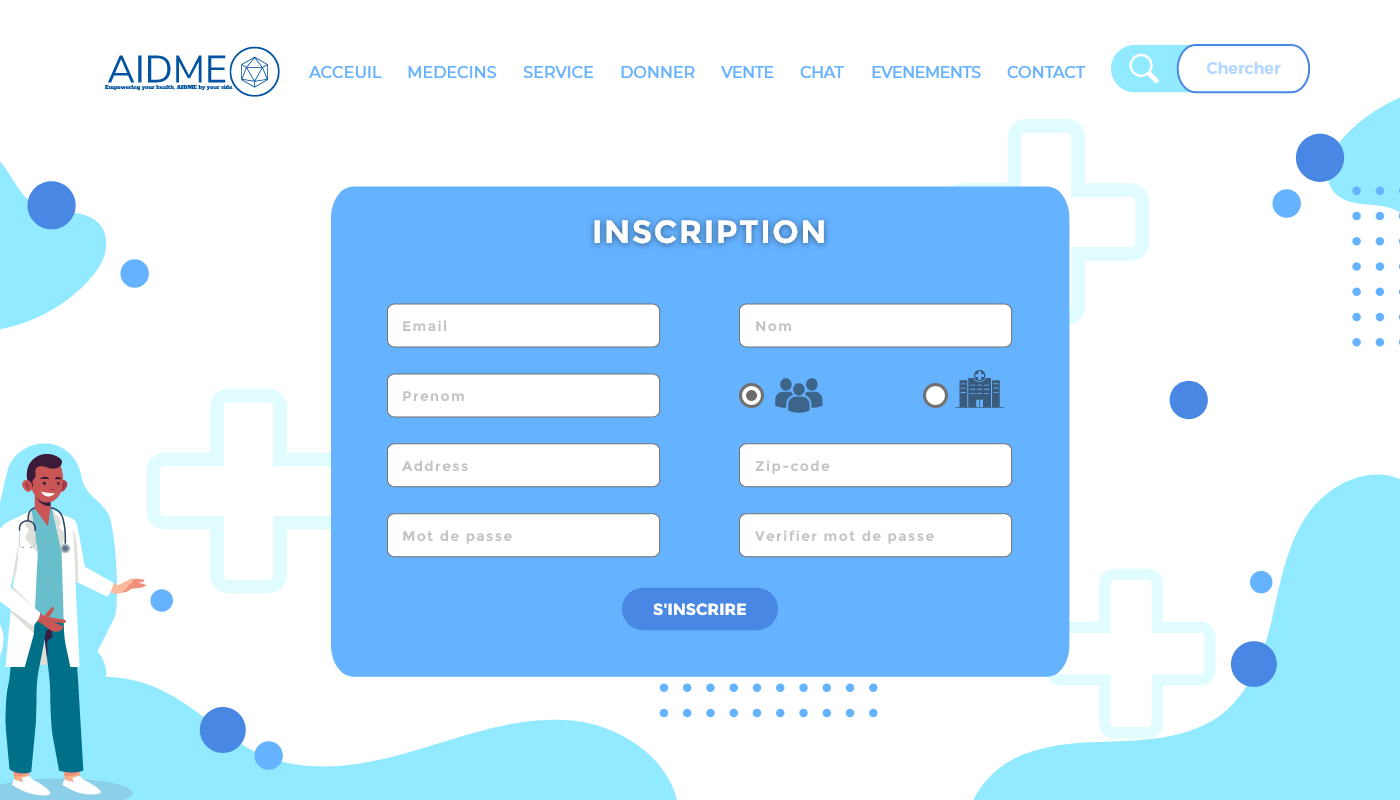 AIDME
Empowering your health, AIDME by your side.
ACCEUIL MEDECINS SERVICE DONNER VENTE CHAT EVENEMENTS CONTACT
Chercher
INSCRIPTION
Email Nom
Prenom
Address Zip-code
Mot de passe Verifier mot de passe
S'INSCRIRE